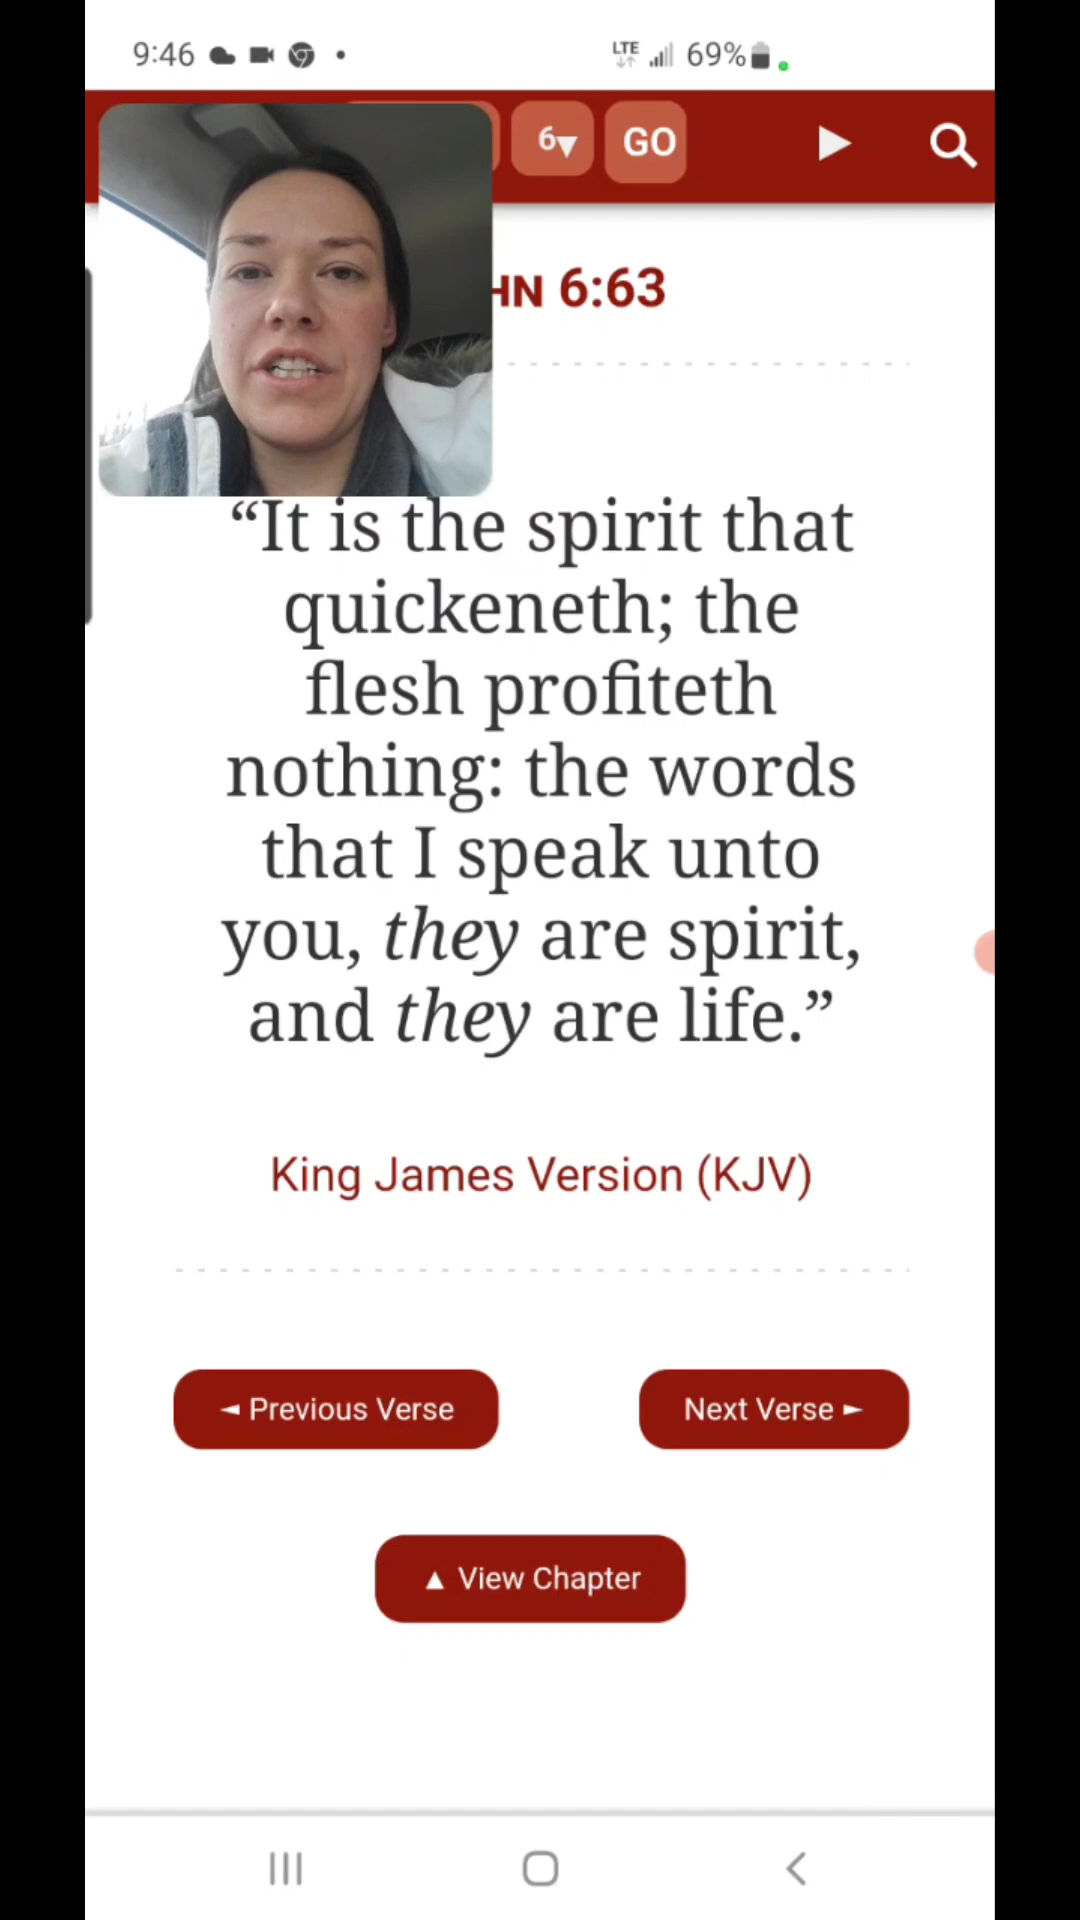 9:46
LTE
69%
6▼
GO
HN 6:63
“It is the spirit that
quickeneth; the
flesh profiteth
nothing: the words
that I speak unto
you, they are spirit,
and they are life.”
King James Version (KJV)
◄ Previous Verse
Next Verse ►
▲ View Chapter